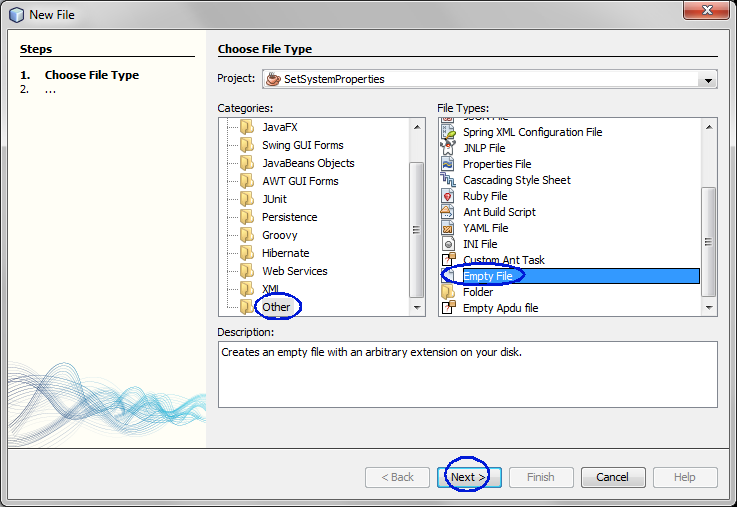 New File
Steps
1. Choose File Type
2. ...
Choose File Type
Project: SetSystemProperties
Categories:
JavaFX
Swing GUI Forms
JavaBeans Objects
AWT GUI Forms
JUnit
Persistence
Groovy
Hibernate
Web Services
XML
Other
File Types:
JSON File
Spring XML Configuration File
JNLP File
Properties File
Cascading Style Sheet
Ruby File
Ant Build Script
YAML File
INI File
Custom Ant Task
Empty File
Folder
Empty Apdu file
Description:
Creates an empty file with an arbitrary extension on your disk.
< Back
Next >
Finish
Cancel
Help